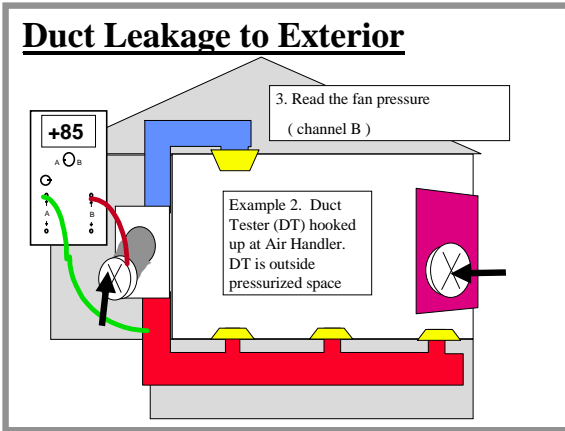 Duct Leakage to Exterior
3. Read the fan pressure
( channel B )
+85
A B
A B
Example 2. Duct
Tester (DT) hooked
up at Air Handler.
DT is outside
pressurized space